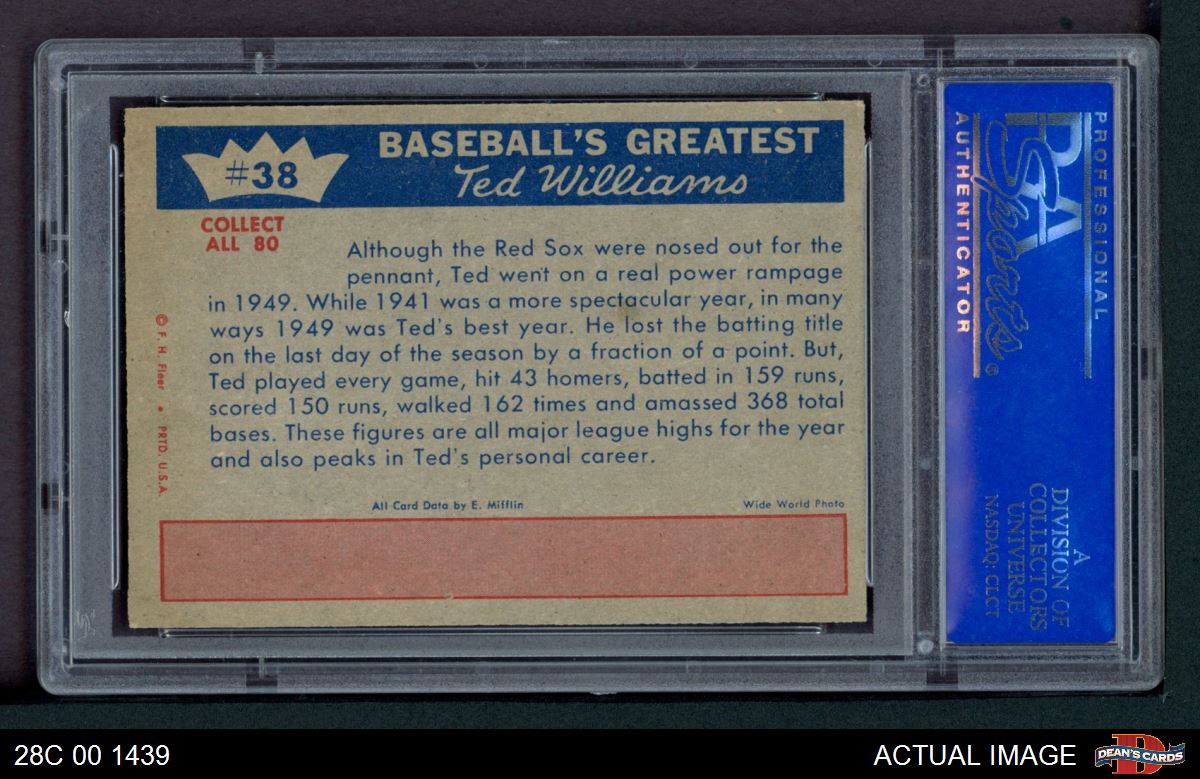 #38
BASEBALL'S GREATEST
Ted Williams
COLLECT
ALL 80
Although the Red Sox were nosed out for the
pennant, Ted went on a real power rampage
in 1949. While 1941 was a more spectacular year, in many
ways 1949 was Ted's best year. He lost the batting title
on the last day of the season by a fraction of a point. But,
Ted played every game, hit 43 homers, batted in 159 runs,
scored 150 runs, walked 162 times and amassed 368 total
bases. These figures are all major league highs for the year
and also peaks in Ted's personal career.
All Card Data by E. Mifflin
Wide World Photo
© F. H. Fleer • PRTD. U.S.A.
PROFESSIONAL
PSA
Sports®
AUTHENTICATOR
A
DIVISION OF
COLLECTORS
UNIVERSE
NASDAQ: CLCT
28C 00 1439
ACTUAL IMAGE
D
DEAN'S CARDS